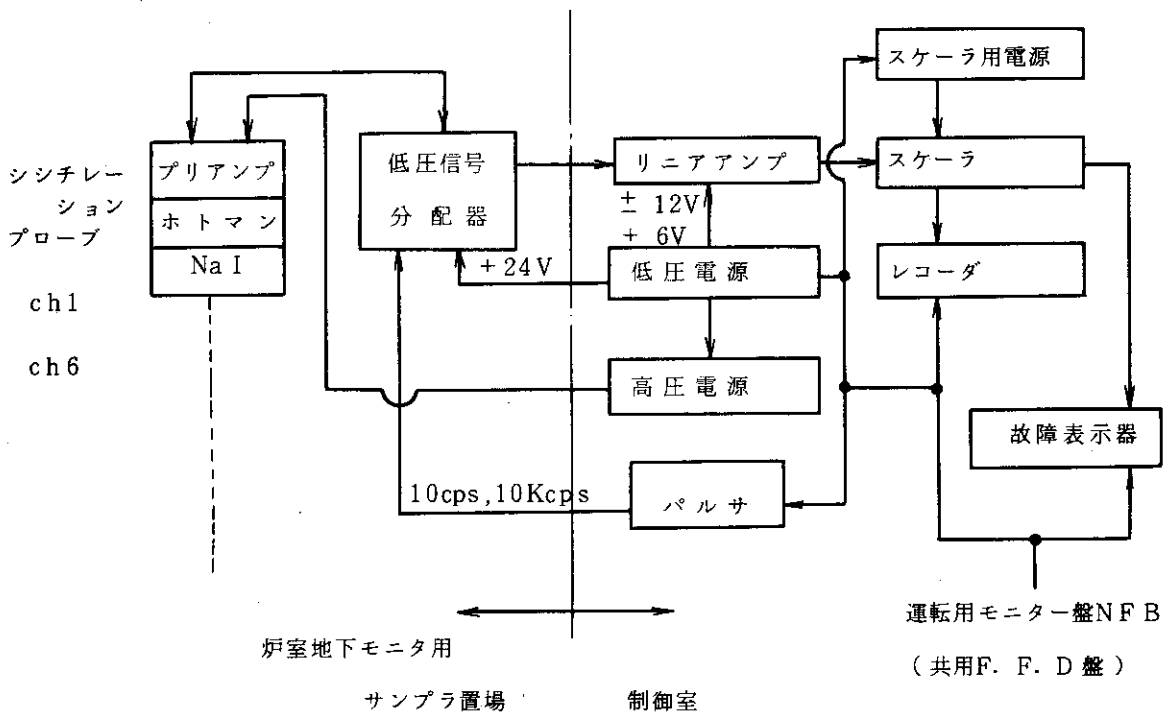 スケーラ用電源
プリアンプ
ホトマン
NaI
シシチレー
ション
プローブ
ch1
ch6
低圧信号
分配器
リニアアンプ
スケーラ
± 12V
+ 6V
+24V
低圧電源
レコーダ
高圧電源
故障表示器
10cps,10Kcps
パルサ
炉室地下モニタ用
サンプラ置場
制御室
運転用モニター盤NFB
(共用F. F. D盤)